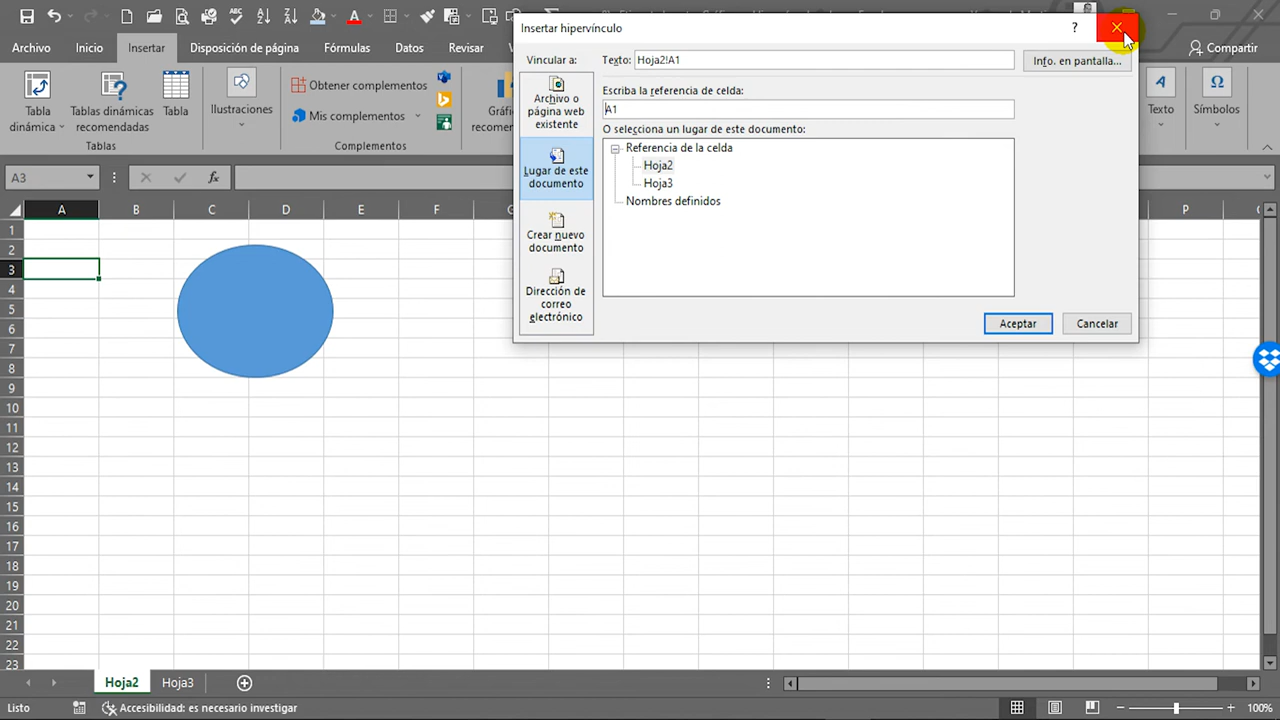 Insertar hipervínculo
?
Archivo
Inicio
Insertar
Disposición de página
Fórmulas
Datos
Revisar
Compartir
Vincular a:
Texto:
Hoja2!A1
Info. en pantalla...
Archivo o
página web
existente
Escriba la referencia de celda:
A1
O selecciona un lugar de este documento:
Referencia de la celda
Hoja2
Hoja3
Nombres definidos
Lugar de este
documento
Crear nuevo
documento
Dirección de
correo
electrónico
Aceptar
Cancelar
Tabla
dinámica
Tablas dinámicas
recomendadas
Tablas
Ilustraciones
Obtener complementos
Mis complementos
Complementos
Texto
Símbolos
A3
fx
A B C D E F P
1
2
3
4
5
6
7
8
9
10
11
12
13
14
15
16
17
18
19
20
21
22
23
Hoja2
Hoja3
Listo
Accesibilidad: es necesario investigar
100%